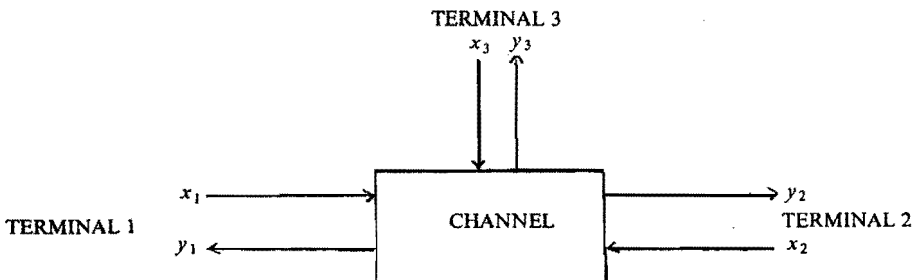 TERMINAL 3
x₃ y₃
x₁
y₂
TERMINAL 1
CHANNEL
TERMINAL 2
y₁
x₂